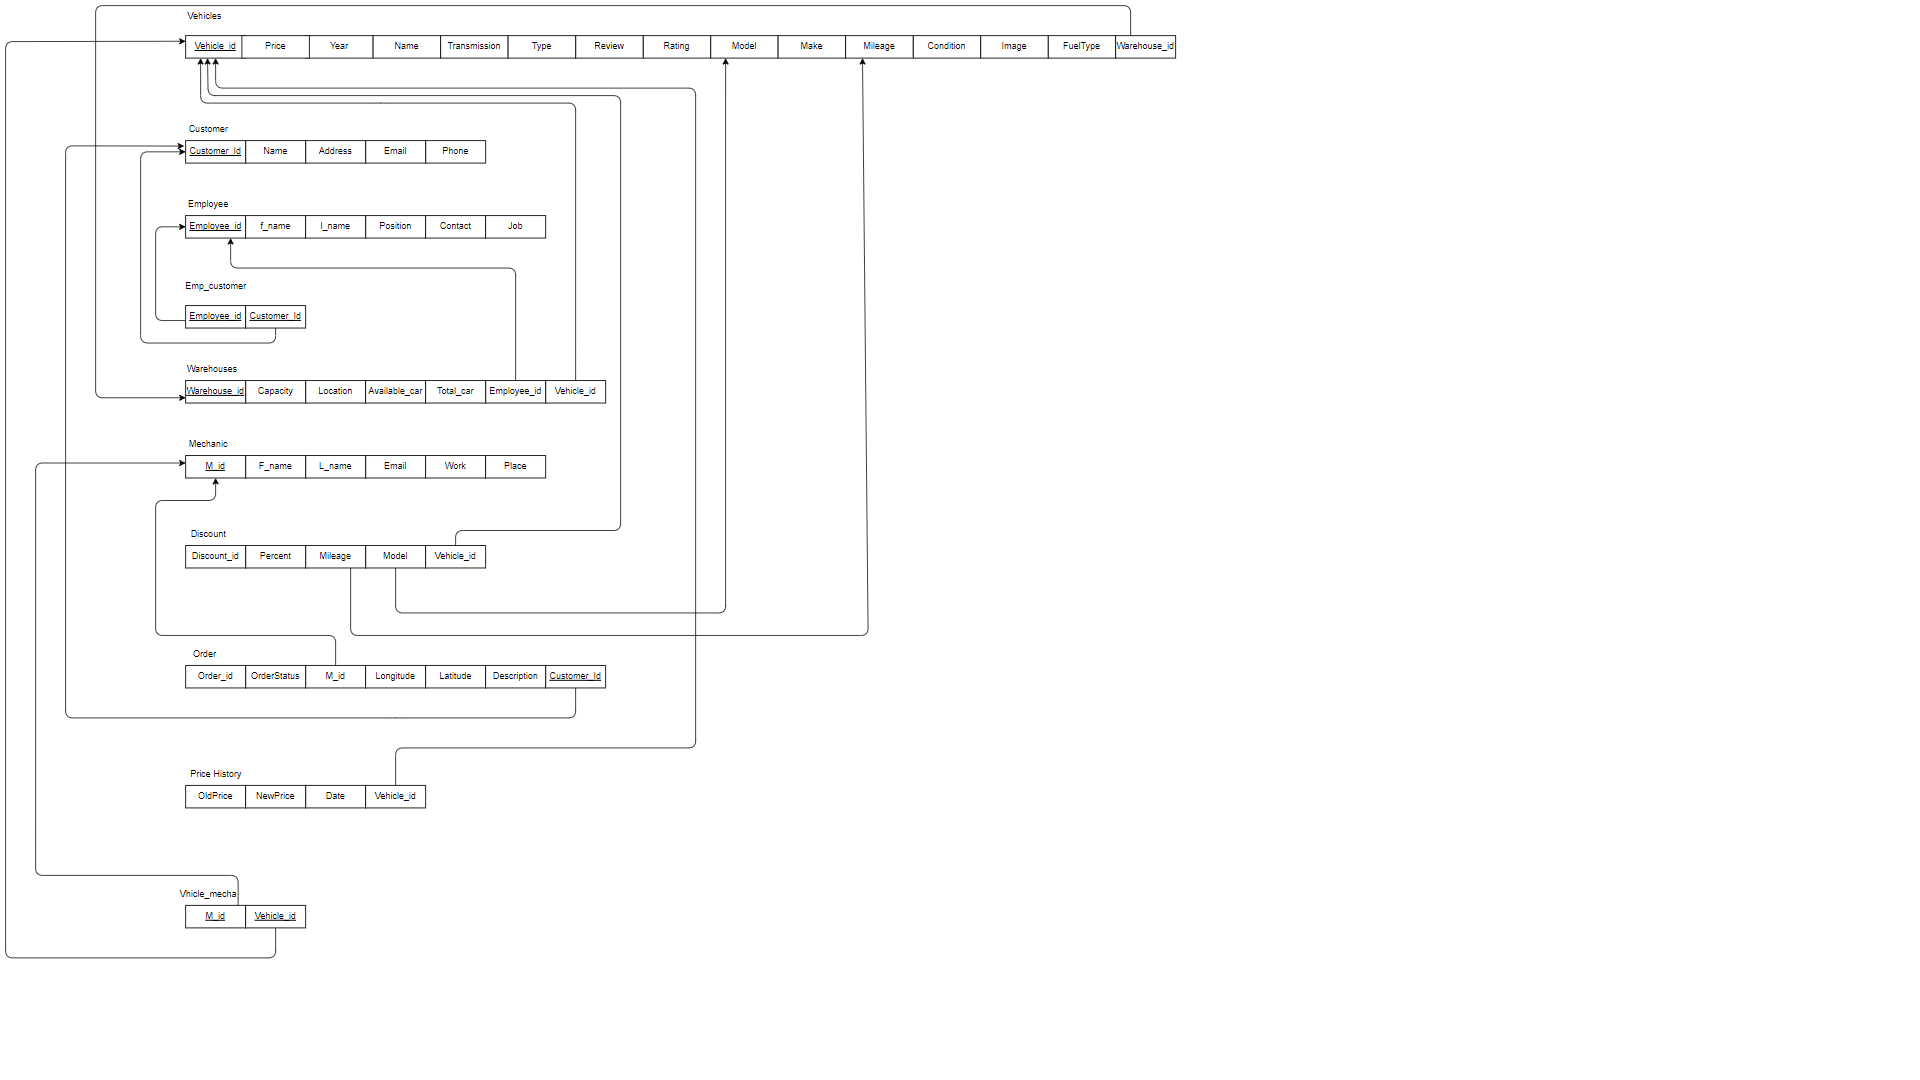 Vehicles
Vehicle_id Price Year Name Transmission Type Review Rating Model Make Mileage Condition Image FuelType Warehouse_id
Customer
Customer_Id Name Address Email Phone
Employee
Employee_id f_name l_name Position Contact Job
Emp_customer
Employee_id Customer_Id
Warehouses
Warehouse_id Capacity Location Available_car Total_car Employee_id Vehicle_id
Mechanic
M_id F_name L_name Email Work Place
Discount
Discount_id Percent Mileage Model Vehicle_id
Order
Order_id OrderStatus M_id Longitude Latitude Description Customer_Id
Price History
OldPrice NewPrice Date Vehicle_id
Vhicle_mecha
M_id Vehicle_id